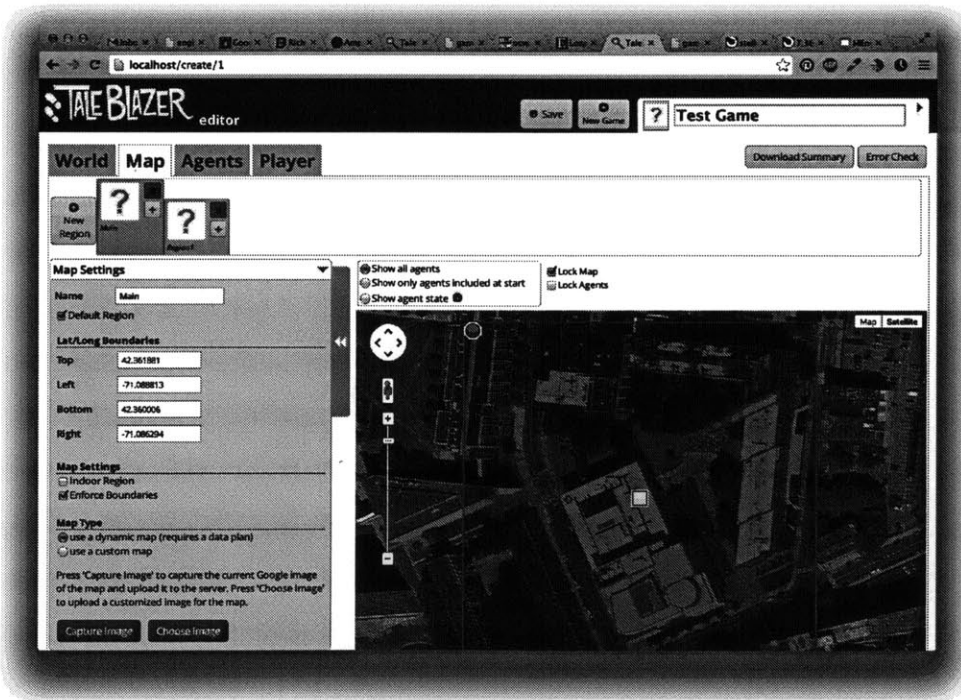 localhost/create/1
TALEBLAZER editor
Save
New Game
?
Test Game
World Map Agents Player
Download Summary Error Check
New Region
?
Main
+
?
+
Map Settings
Show all agents
Show only agents included at start
Show agent state
Lock Map
Lock Agents
Name Main
Default Region
Map Satellite
Lat/Long Boundaries
Top 42.361881
Left -71.088813
Bottom 42.360006
Right -71.086294
Map Settings
Indoor Region
Enforce Boundaries
Map Type
use a dynamic map (requires a data plan)
use a custom map
Press 'Capture Image' to capture the current Google image
of the map and upload it to the server. Press 'Choose Image'
to upload a customized image for the map.
Capture Image Choose Image